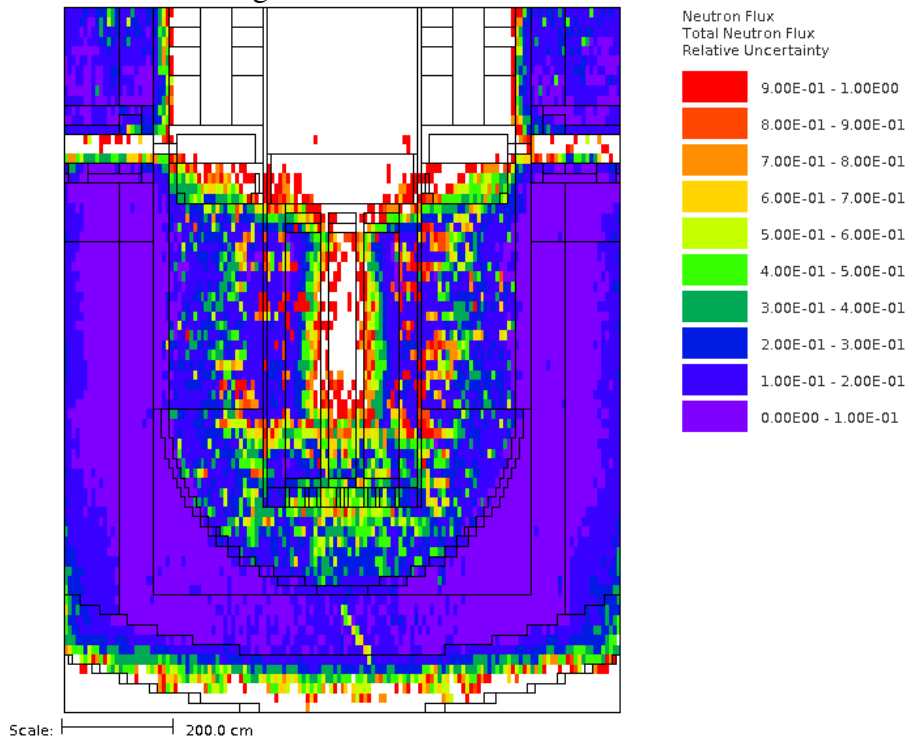 Neutron Flux
Total Neutron Flux
Relative Uncertainty
9.00E-01 - 1.00E00
8.00E-01 - 9.00E-01
7.00E-01 - 8.00E-01
6.00E-01 - 7.00E-01
5.00E-01 - 6.00E-01
4.00E-01 - 5.00E-01
3.00E-01 - 4.00E-01
2.00E-01 - 3.00E-01
1.00E-01 - 2.00E-01
0.00E00 - 1.00E-01
Scale: 200.0 cm